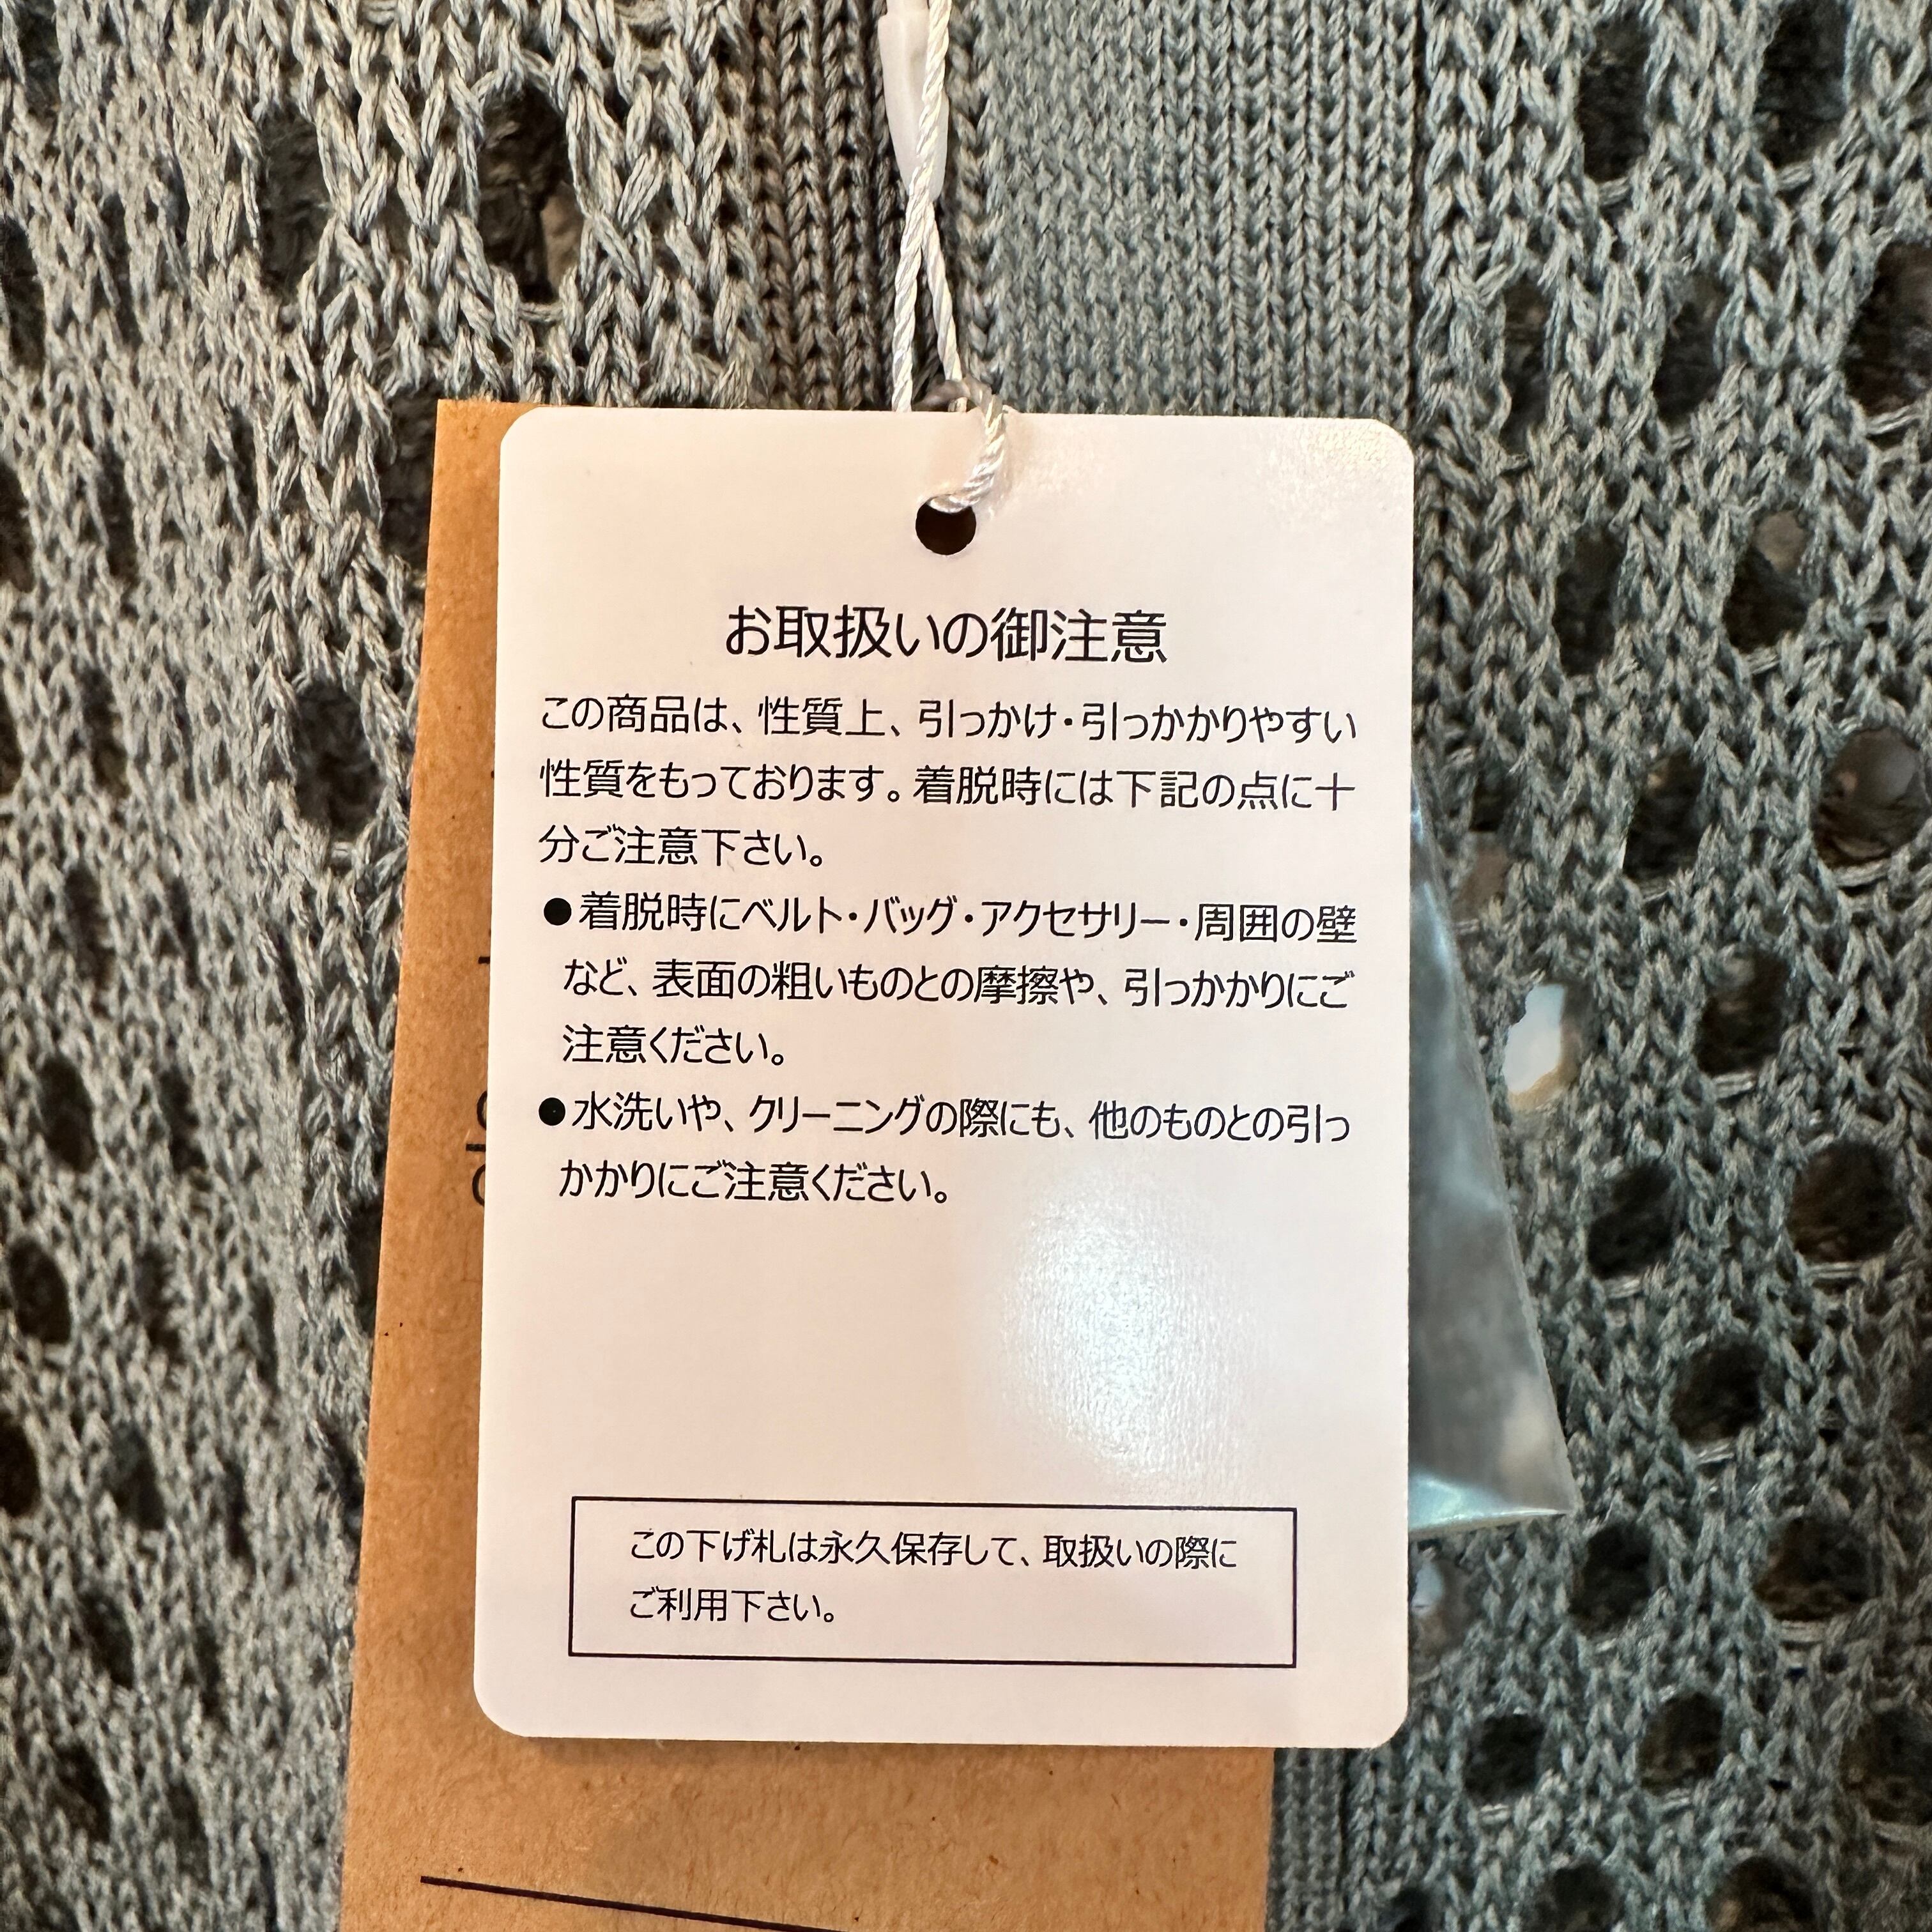 お取扱いの御注意
この商品は、性質上、引っかけ・引っかかりやすい
性質をもっております。着脱時には下記の点に十
分ご注意下さい。
●着脱時にベルト・バッグ・アクセサリー・周囲の壁
など、表面の粗いものとの摩擦や、引っかかりにご
注意ください。
●水洗いや、クリーニングの際にも、他のものとの引っ
かかりにご注意ください。
この下げ札は永久保存して、取扱いの際に
ご利用下さい。